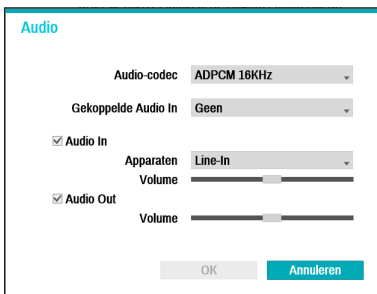 Audio
Audio-codec ADPCM 16KHz
Gekoppelde Audio In Geen
Audio In
Apparaten Line-In
Volume
Audio Out
Volume
OK Annuleren